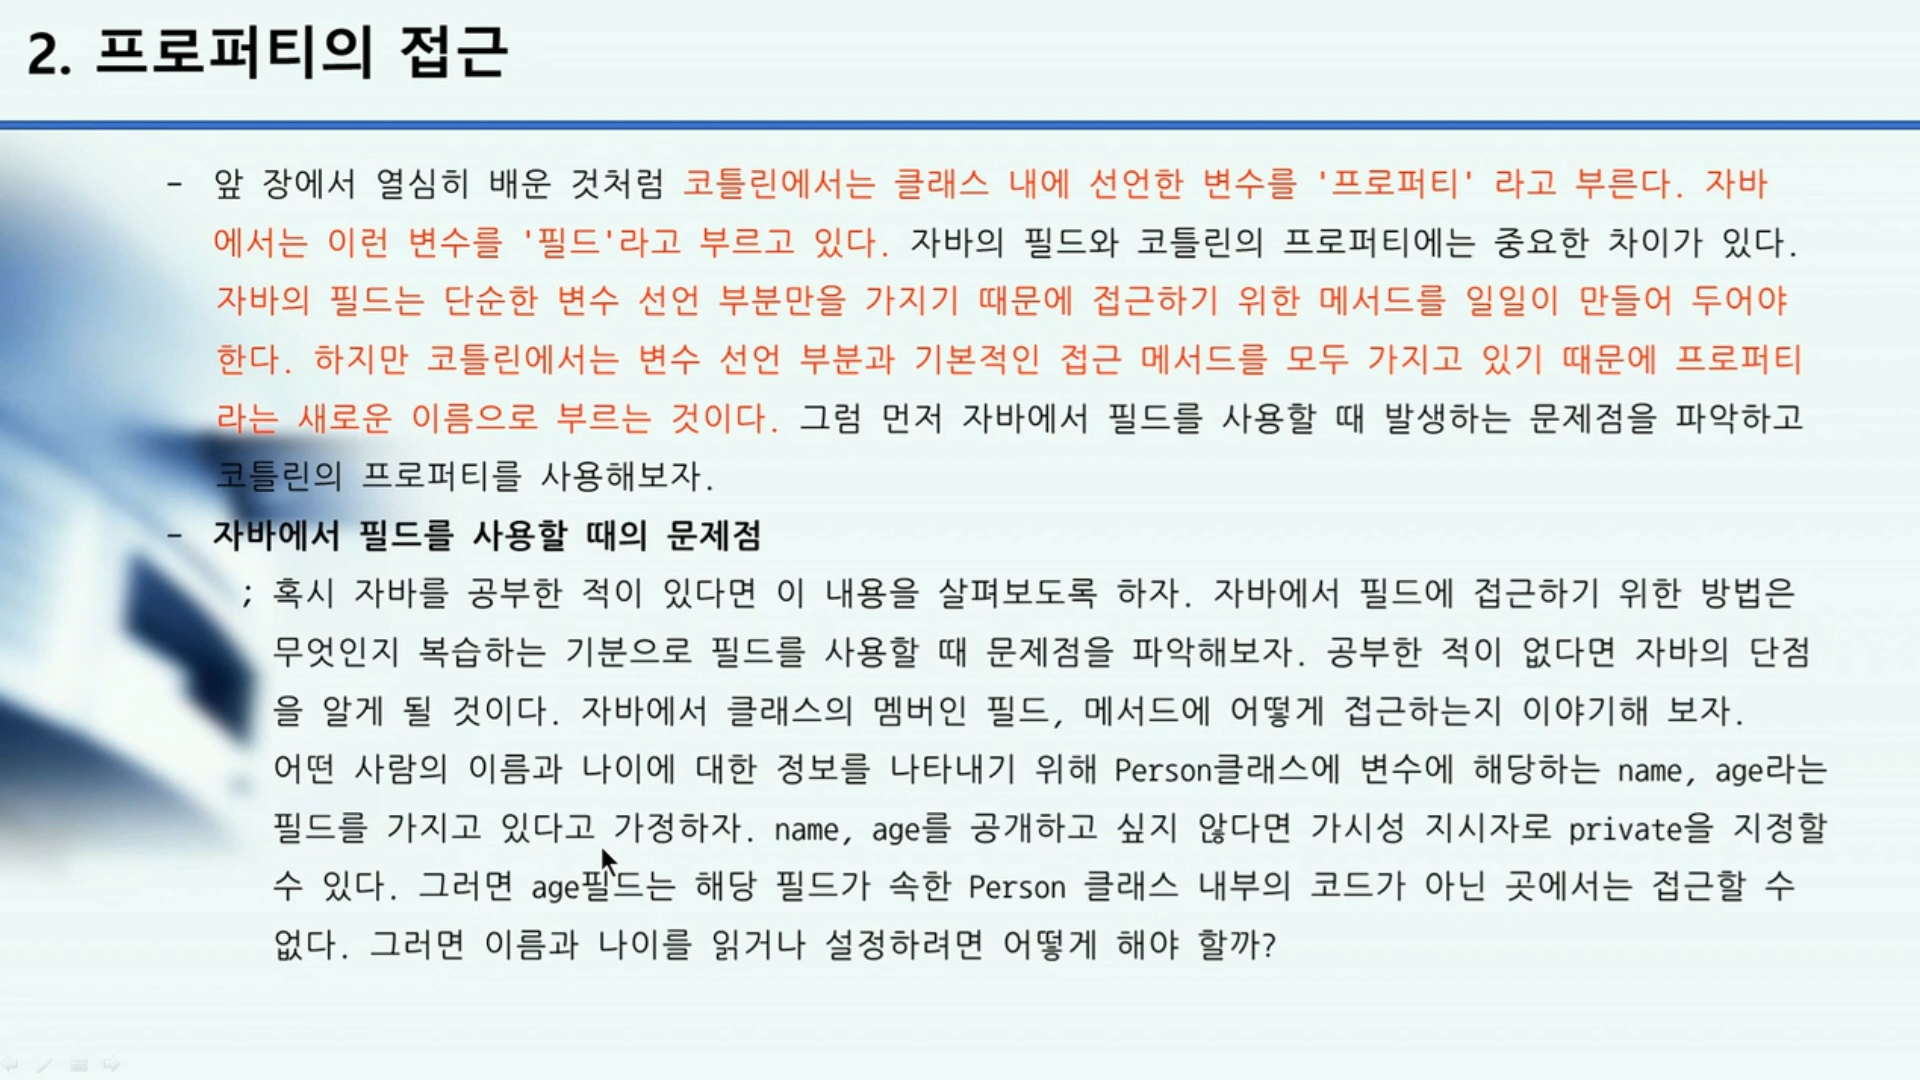 2. 프로퍼티의 접근
- 앞 장에서 열심히 배운 것처럼 코틀린에서는 클래스 내에 선언한 변수를 '프로퍼티' 라고 부른다. 자바
에서는 이런 변수를 '필드'라고 부르고 있다. 자바의 필드와 코틀린의 프로퍼티에는 중요한 차이가 있다.
자바의 필드는 단순한 변수 선언 부분만을 가지기 때문에 접근하기 위한 메서드를 일일이 만들어 두어야
한다. 하지만 코틀린에서는 변수 선언 부분과 기본적인 접근 메서드를 모두 가지고 있기 때문에 프로퍼티
라는 새로운 이름으로 부르는 것이다. 그럼 먼저 자바에서 필드를 사용할 때 발생하는 문제점을 파악하고
코틀린의 프로퍼티를 사용해보자.
- 자바에서 필드를 사용할 때의 문제점
; 혹시 자바를 공부한 적이 있다면 이 내용을 살펴보도록 하자. 자바에서 필드에 접근하기 위한 방법은
무엇인지 복습하는 기분으로 필드를 사용할 때 문제점을 파악해보자. 공부한 적이 없다면 자바의 단점
을 알게 될 것이다. 자바에서 클래스의 멤버인 필드, 메서드에 어떻게 접근하는지 이야기해 보자.
어떤 사람의 이름과 나이에 대한 정보를 나타내기 위해 Person클래스에 변수에 해당하는 name, age라는
필드를 가지고 있다고 가정하자. name, age를 공개하고 싶지 않다면 가시성 지시자로 private을 지정할
수 있다. 그러면 age필드는 해당 필드가 속한 Person 클래스 내부의 코드가 아닌 곳에서는 접근할 수
없다. 그러면 이름과 나이를 읽거나 설정하려면 어떻게 해야 할까?